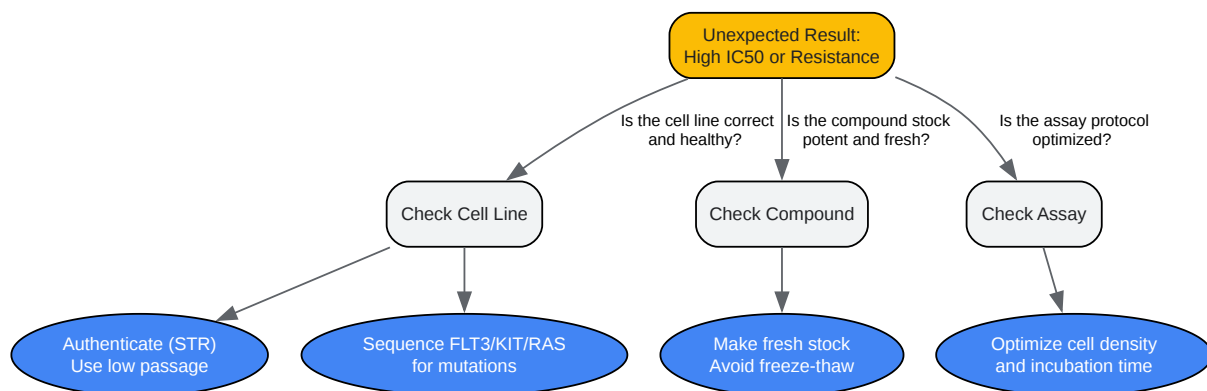 Unexpected Result:
High IC50 or Resistance
Is the cell line correct
and healthy?
Is the compound stock
potent and fresh?
Is the assay protocol
optimized?
Check Cell Line
Check Compound
Check Assay
Authenticate (STR)
Use low passage
Sequence FLT3/KIT/RAS
for mutations
Make fresh stock
Avoid freeze-thaw
Optimize cell density
and incubation time